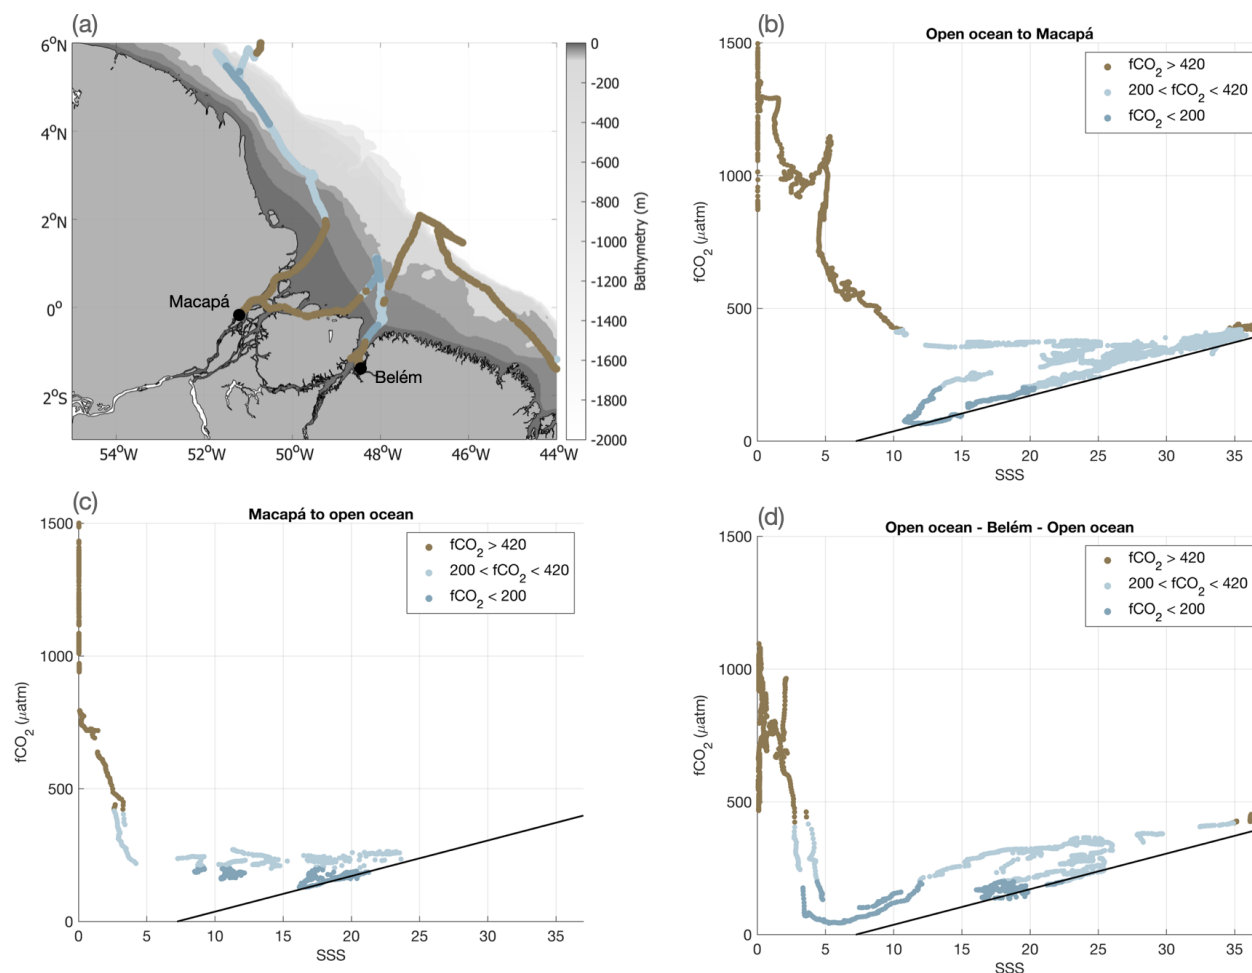 (a)
6°N
4°N
2°N
0°
2°S
54°W
52°W
50°W
48°W
46°W
44°W
Macapá
Belém
0
-200
-400
-600
-800
-1000
-1200
-1400
-1600
-1800
-2000
Bathymetry (m)
(b)
Open ocean to Macapá
fCO2 > 420
200 < fCO2 < 420
fCO2 < 200
1500
1000
500
0
fCO2 (μatm)
0 5 10 15 20 25 30 35
SSS
(c)
Macapá to open ocean
fCO2 > 420
200 < fCO2 < 420
fCO2 < 200
1500
1000
500
0
fCO2 (μatm)
0 5 10 15 20 25 30 35
SSS
(d)
Open ocean - Belém - Open ocean
fCO2 > 420
200 < fCO2 < 420
fCO2 < 200
1500
1000
500
0
fCO2 (μatm)
0 5 10 15 20 25 30 35
SSS